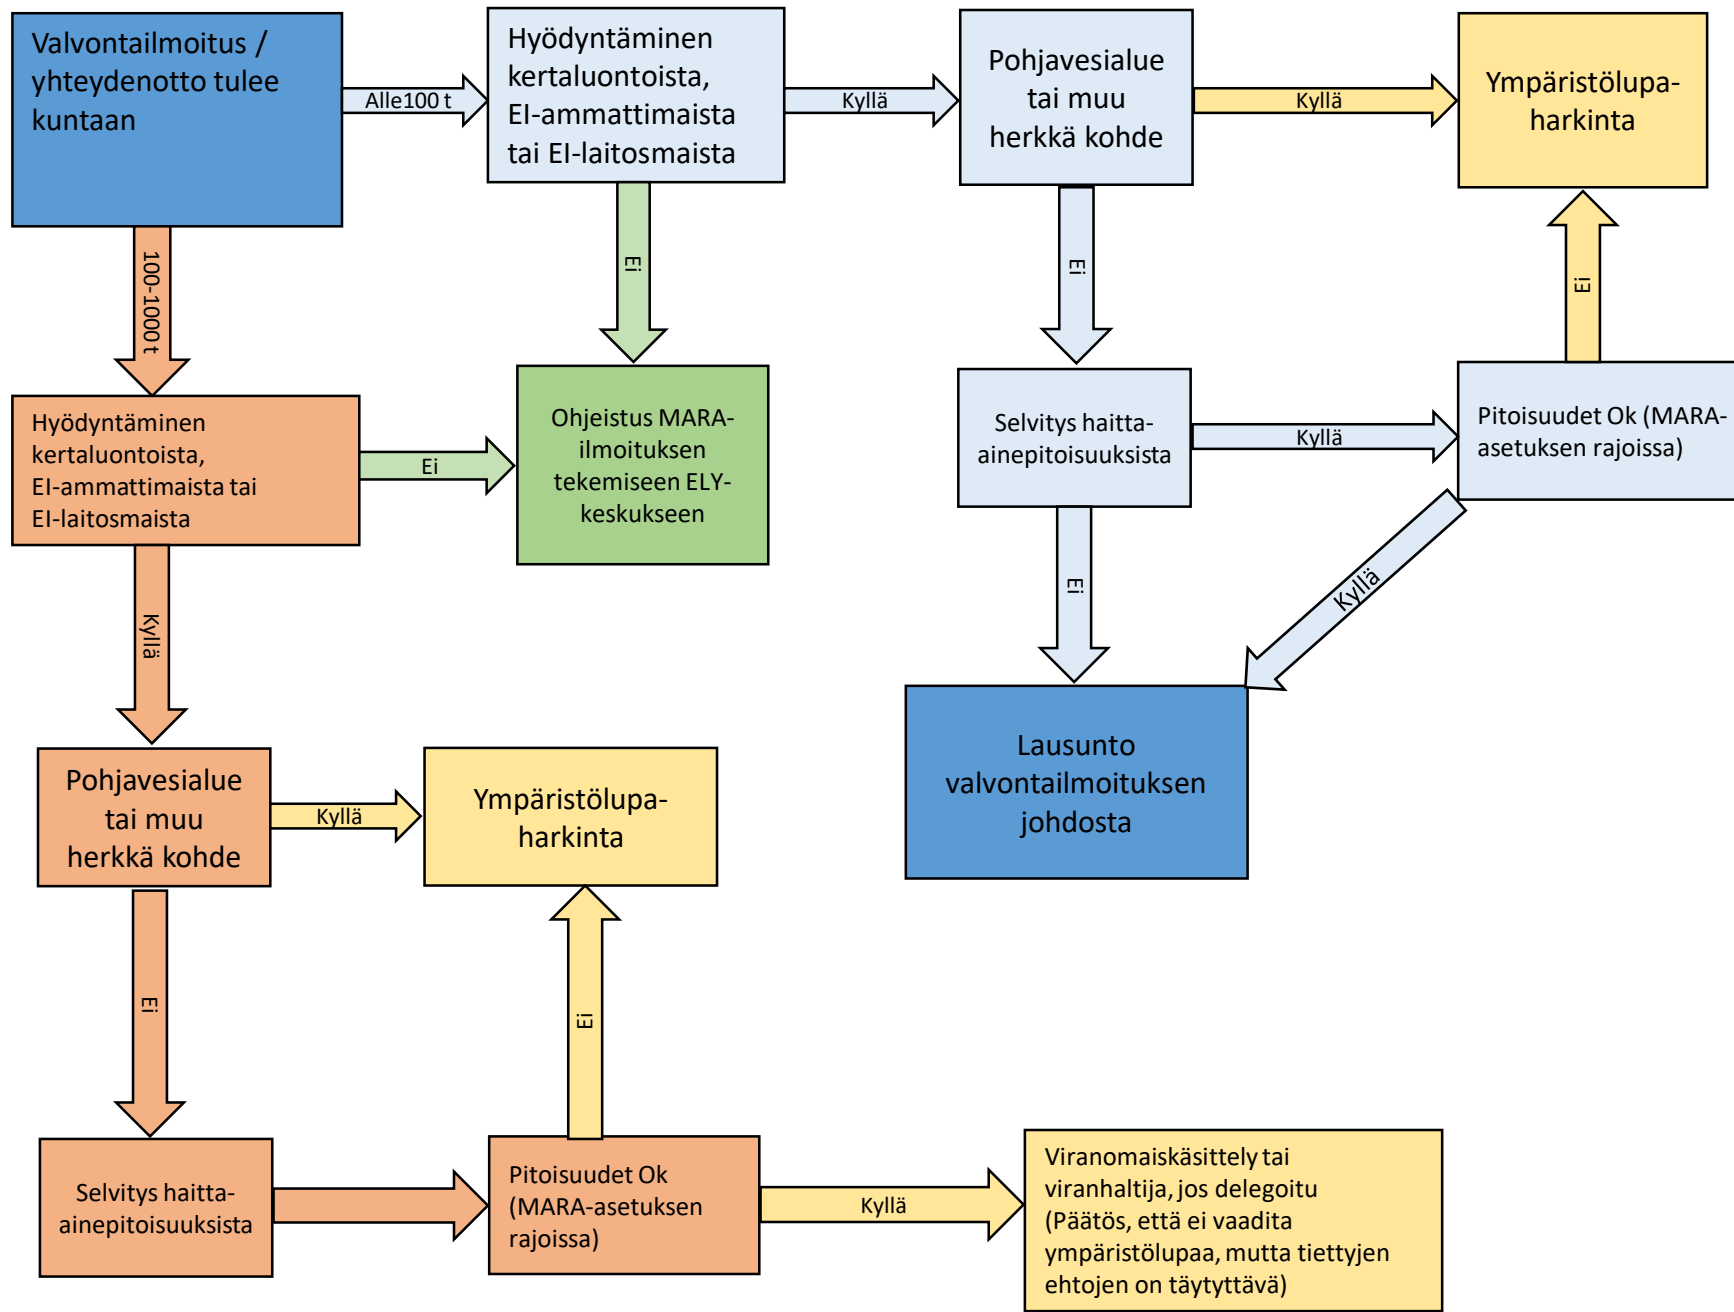 Valvontailmoitus /
yhteydenotto tulee
kuntaan
Alle100 t
Hyödyntäminen
kertaluontoista,
EI-ammattimaista
tai EI-laitosmaista
Kyllä
Pohjavesialue
tai muu
herkkä kohde
Kyllä
Ympäristölupa-
harkinta
100-1000 t
Ei
Ei
Ei
Hyödyntäminen
kertaluontoista,
EI-ammattimaista tai
EI-laitosmaista
Ei
Ohjeistus MARA-
ilmoituksen
tekemiseen ELY-
keskukseen
Selvitys haitta-
ainepitoisuuksista
Kyllä
Pitoisuudet Ok (MARA-
asetuksen rajoissa)
Kyllä
Ei
Kyllä
Lausunto
valvontailmoituksen
johdosta
Pohjavesialue
tai muu
herkkä kohde
Kyllä
Ympäristölupa-
harkinta
Ei
Ei
Selvitys haitta-
ainepitoisuuksista
Pitoisuudet Ok
(MARA-asetuksen
rajoissa)
Kyllä
Viranomaiskäsittely tai
viranhaltija, jos delegoitu
(Päätös, että ei vaadita
ympäristölupaa, mutta tiettyjen
ehtojen on täytyttävä)